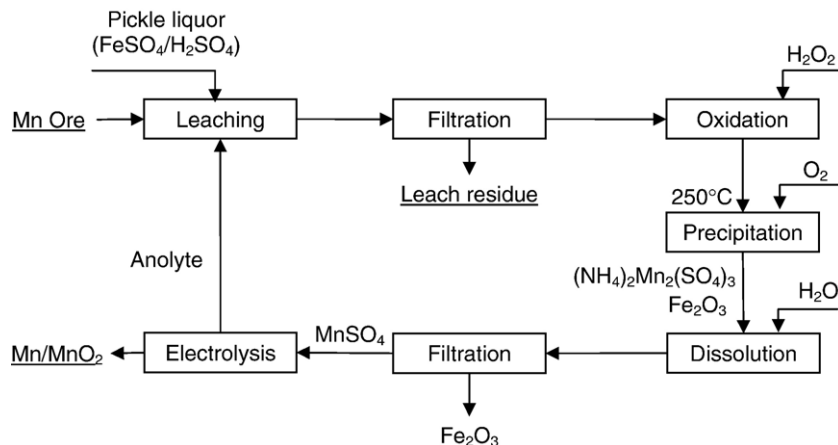 Pickle liquor
(FeSO₄/H₂SO₄)
H₂O₂
Mn Ore
Leaching
Filtration
Oxidation
Leach residue
250°C
O₂
Precipitation
Anolyte
(NH₄)₂Mn₂(SO₄)₃
Fe₂O₃
H₂O
Mn/MnO₂
Electrolysis
MnSO₄
Filtration
Dissolution
Fe₂O₃